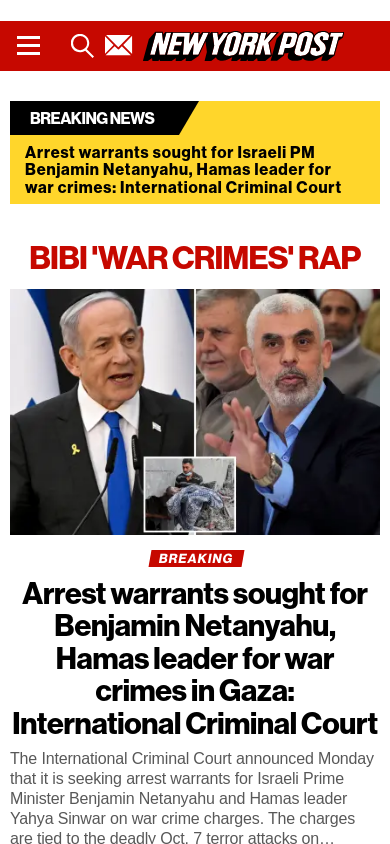 NEW YORK POST
BREAKING NEWS
Arrest warrants sought for Israeli PM
Benjamin Netanyahu, Hamas leader for
war crimes: International Criminal Court
BIBI 'WAR CRIMES' RAP
BREAKING
Arrest warrants sought for
Benjamin Netanyahu,
Hamas leader for war
crimes in Gaza:
International Criminal Court
The International Criminal Court announced Monday
that it is seeking arrest warrants for Israeli Prime
Minister Benjamin Netanyahu and Hamas leader
Yahya Sinwar on war crime charges. The charges
are tied to the deadly Oct. 7 terror attacks on…